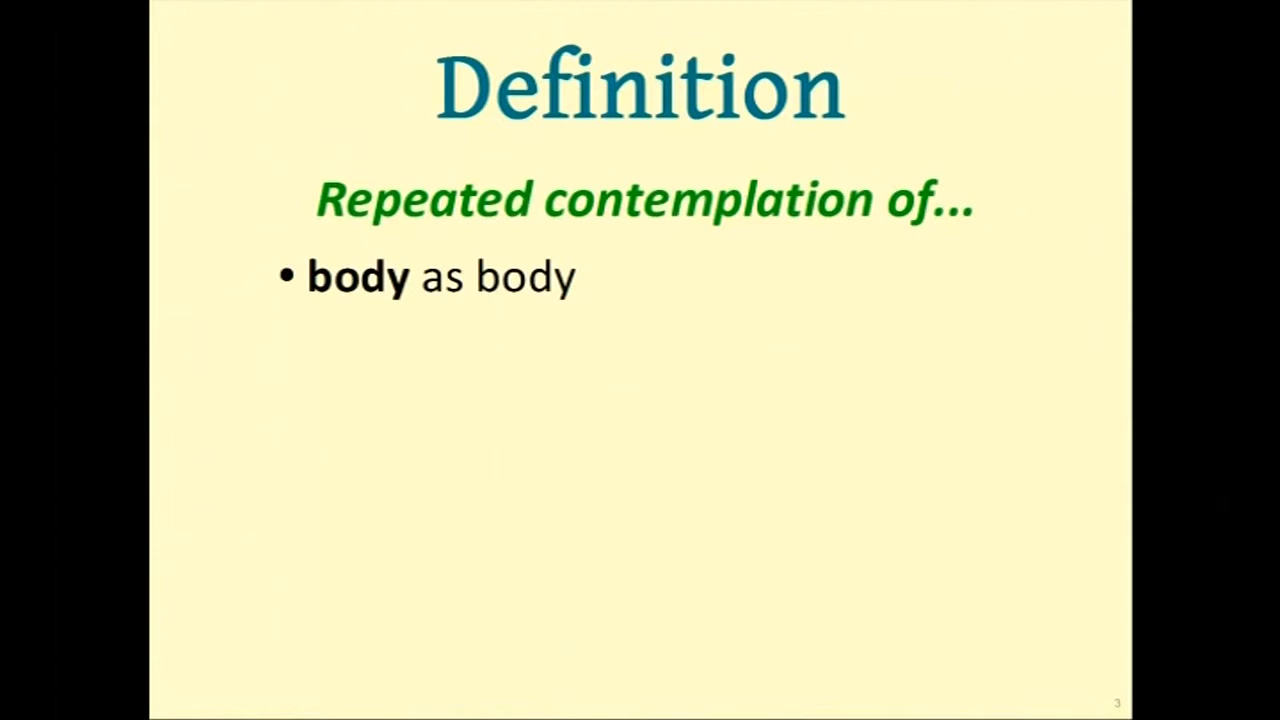 Definition
Repeated contemplation of...
• body as body
3